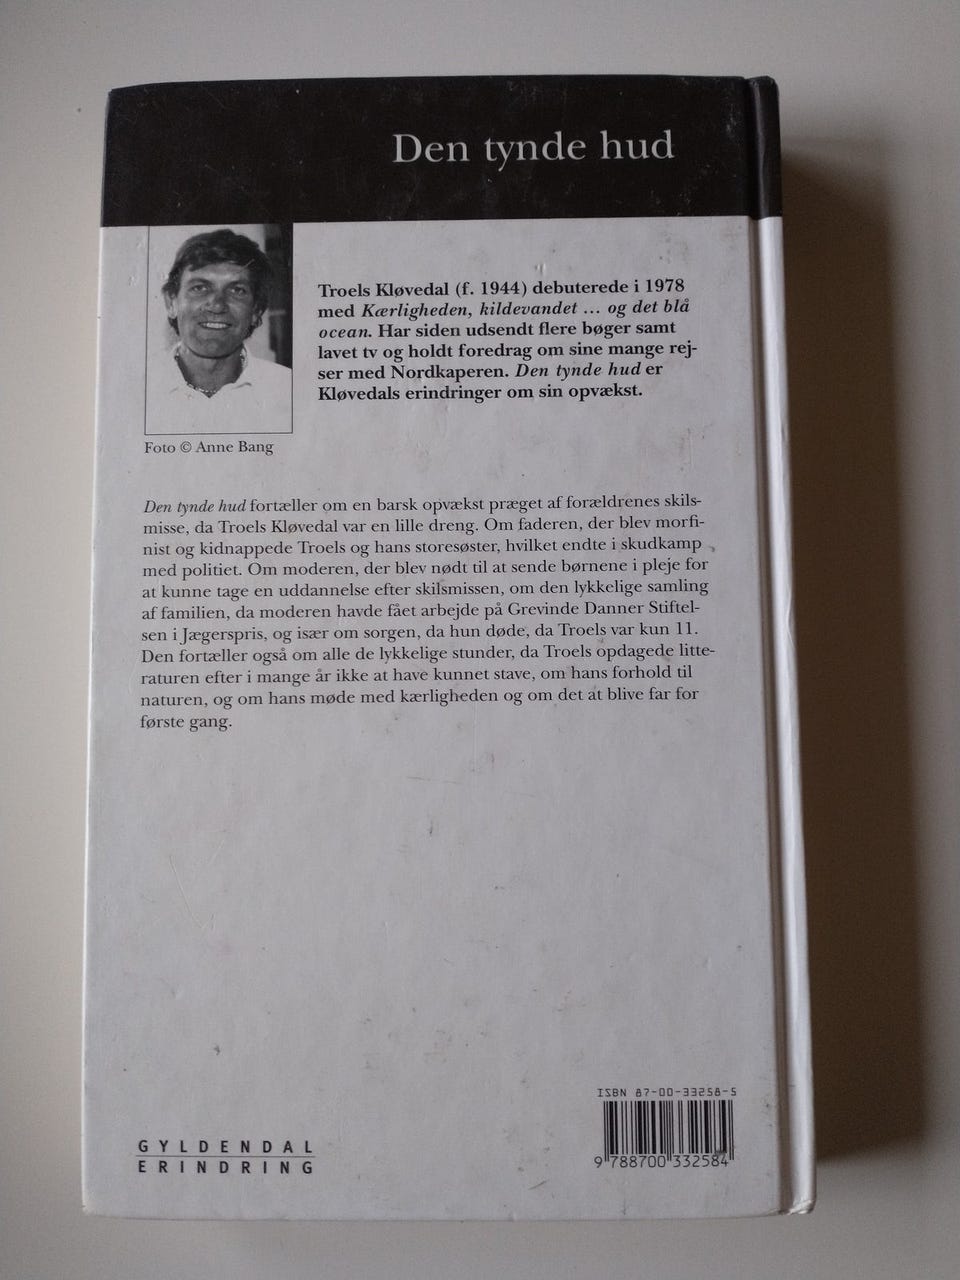 Den tynde hud
Troels Kløvedal (f. 1944) debuterede i 1978
med Kærligheden, kildevandet ... og det blå
ocean. Har siden udsendt flere bøger samt
lavet tv og holdt foredrag om sine mange rej-
ser med Nordkaperen. Den tynde hud er
Kløvedals erindringer om sin opvækst.
Foto © Anne Bang
Den tynde hud fortæller om en barsk opvækst præget af forældrenes skils-
misse, da Troels Kløvedal var en lille dreng. Om faderen, der blev morfi-
nist og kidnappede Troels og hans storesøster, hvilket endte i skudkamp
med politiet. Om moderen, der blev nødt til at sende børnene i pleje for
at kunne tage en uddannelse efter skilsmissen, om den lykkelige samling
af familien, da moderen havde fået arbejde på Grevinde Danner Stiftel-
sen i Jægerspris, og især om sorgen, da hun døde, da Troels var kun 11.
Den fortæller også om alle de lykkelige stunder, da Troels opdagede litte-
raturen efter i mange år ikke at have kunnet stave, om hans forhold til
naturen, og om hans møde med kærligheden og om det at blive far for
første gang.
ISBN 87-00-33258-5
9 788700 332584
GYLDENDAL
ERINDRING